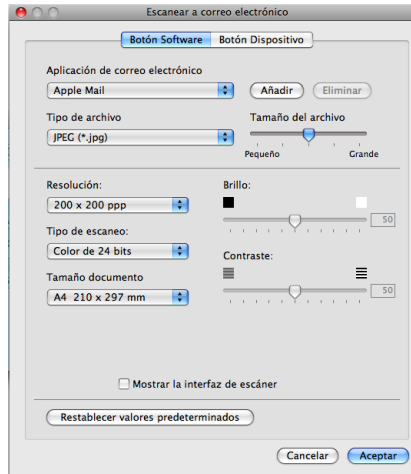 Escanear a correo electrónico
Botón Software Botón Dispositivo
Aplicación de correo electrónico
Apple Mail Añadir Eliminar
Tipo de archivo Tamaño del archivo
JPEG (*.jpg)
Pequeño Grande
Resolución: Brillo:
200 x 200 ppp
50
Tipo de escaneo:
Color de 24 bits
Contraste:
Tamaño documento
A4 210 x 297 mm 50
Mostrar la interfaz de escáner
Restablecer valores predeterminados
Cancelar Aceptar